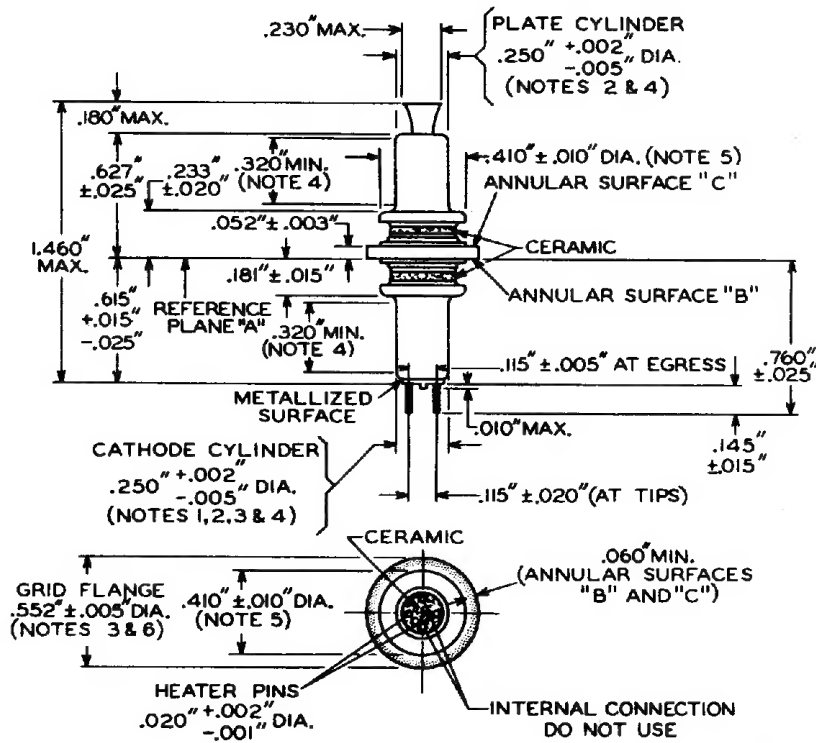 .230" MAX.
PLATE CYLINDER
.250" +.002"
-.005" DIA.
(NOTES 2 & 4)
.180" MAX.
.627"
±.025"
.233"
±.020"
.320" MIN.
(NOTE 4)
.410" ±.010" DIA. (NOTE 5)
ANNULAR SURFACE "C"
.052" ±.003"
CERAMIC
1.460"
MAX.
.181" ±.015"
ANNULAR SURFACE "B"
.615"
+.015"
-.025"
REFERENCE
PLANE "A"
.320" MIN.
(NOTE 4)
.115" ±.005" AT EGRESS
.760"
±.025"
METALLIZED
SURFACE
.010" MAX.
.145"
±.015"
CATHODE CYLINDER
.250" +.002"
-.005" DIA.
(NOTES 1,2,3 & 4)
.115" ±.020" (AT TIPS)
CERAMIC
.060" MIN.
(ANNULAR SURFACES
"B" AND "C")
GRID FLANGE
.552" ±.005" DIA.
(NOTES 3 & 6)
.410" ±.010" DIA.
(NOTE 5)
HEATER PINS
.020" +.002"
-.001" DIA.
INTERNAL CONNECTION
DO NOT USE